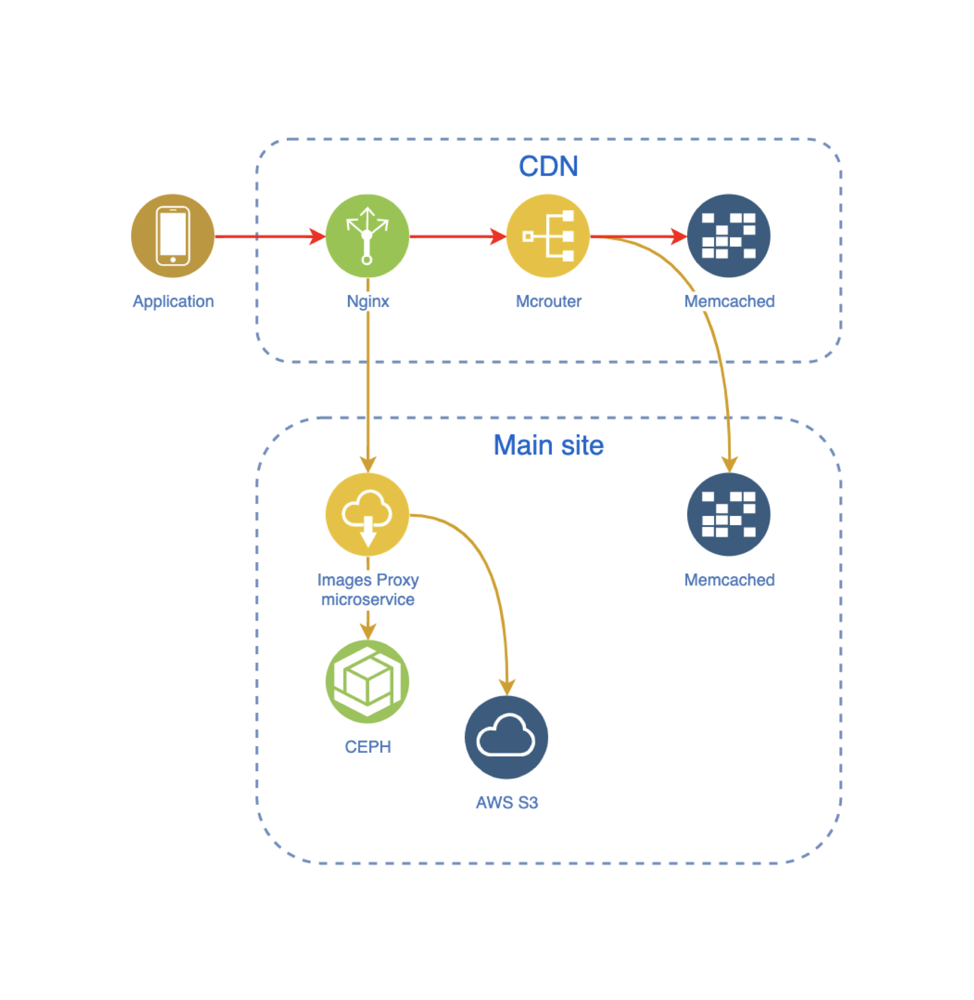 CDN
Application
Nginx
Mcrouter
Memcached
Main site
Images Proxy
microservice
Memcached
CEPH
AWS S3